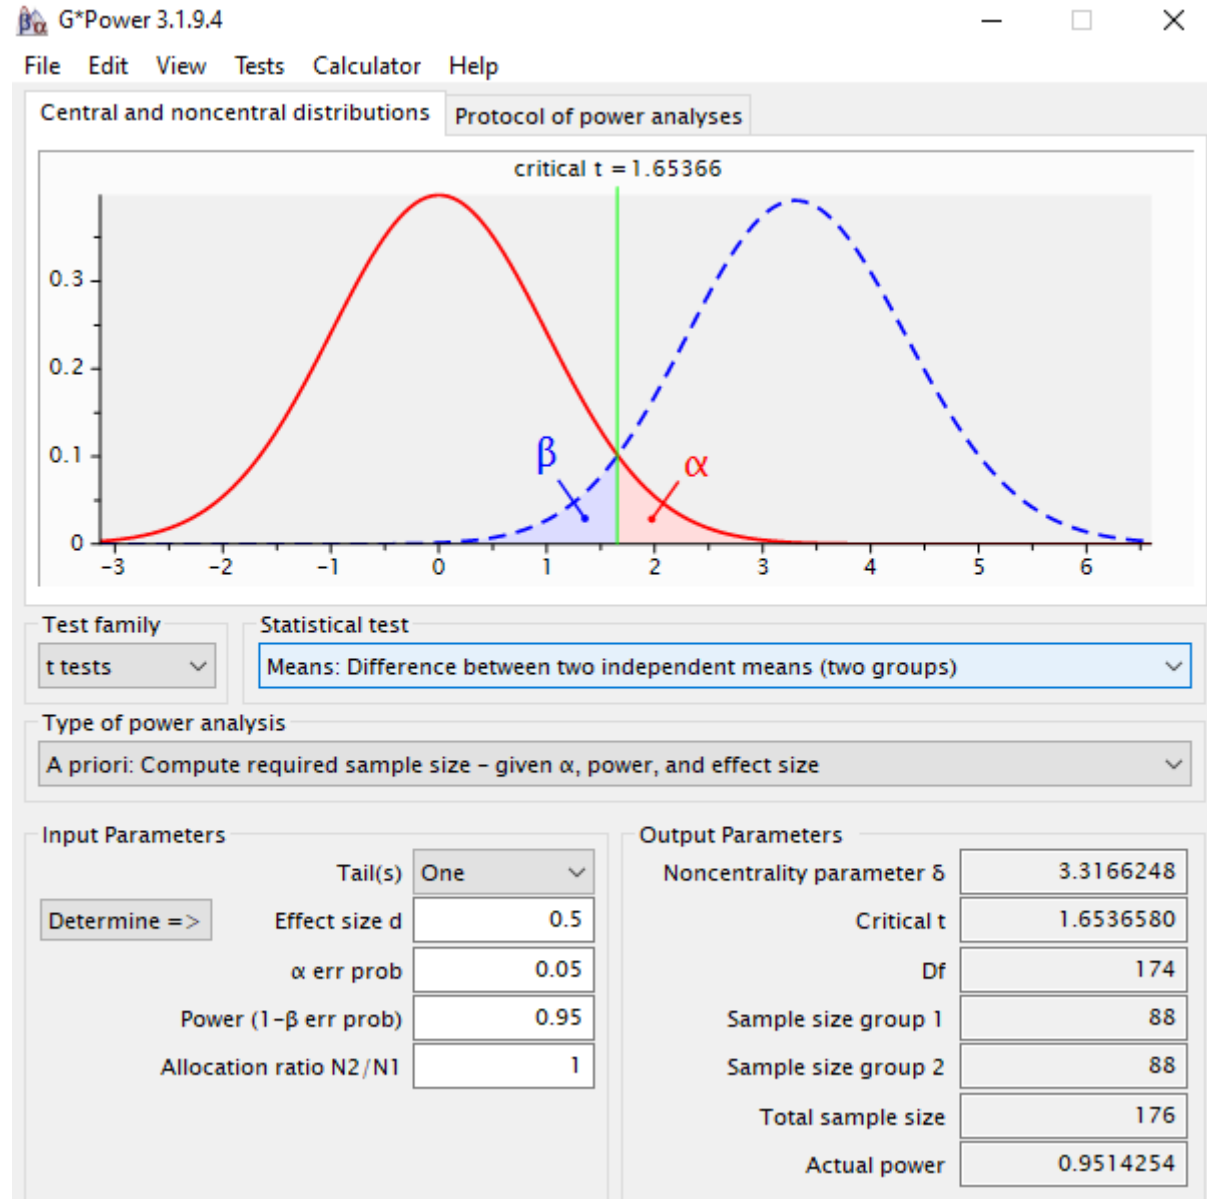 G*Power 3.1.9.4
File Edit View Tests Calculator Help
Central and noncentral distributions Protocol of power analyses
critical t = 1.65366
0.3
0.2
0.1
0
β α
-3 -2 -1 0 1 2 3 4 5 6
Test family Statistical test
t tests Means: Difference between two independent means (two groups)
Type of power analysis
A priori: Compute required sample size - given α, power, and effect size
Input Parameters Output Parameters
Tail(s) One Noncentrality parameter δ 3.3166248
Determine => Effect size d 0.5 Critical t 1.6536580
α err prob 0.05 Df 174
Power (1-β err prob) 0.95 Sample size group 1 88
Allocation ratio N2/N1 1 Sample size group 2 88
Total sample size 176
Actual power 0.9514254